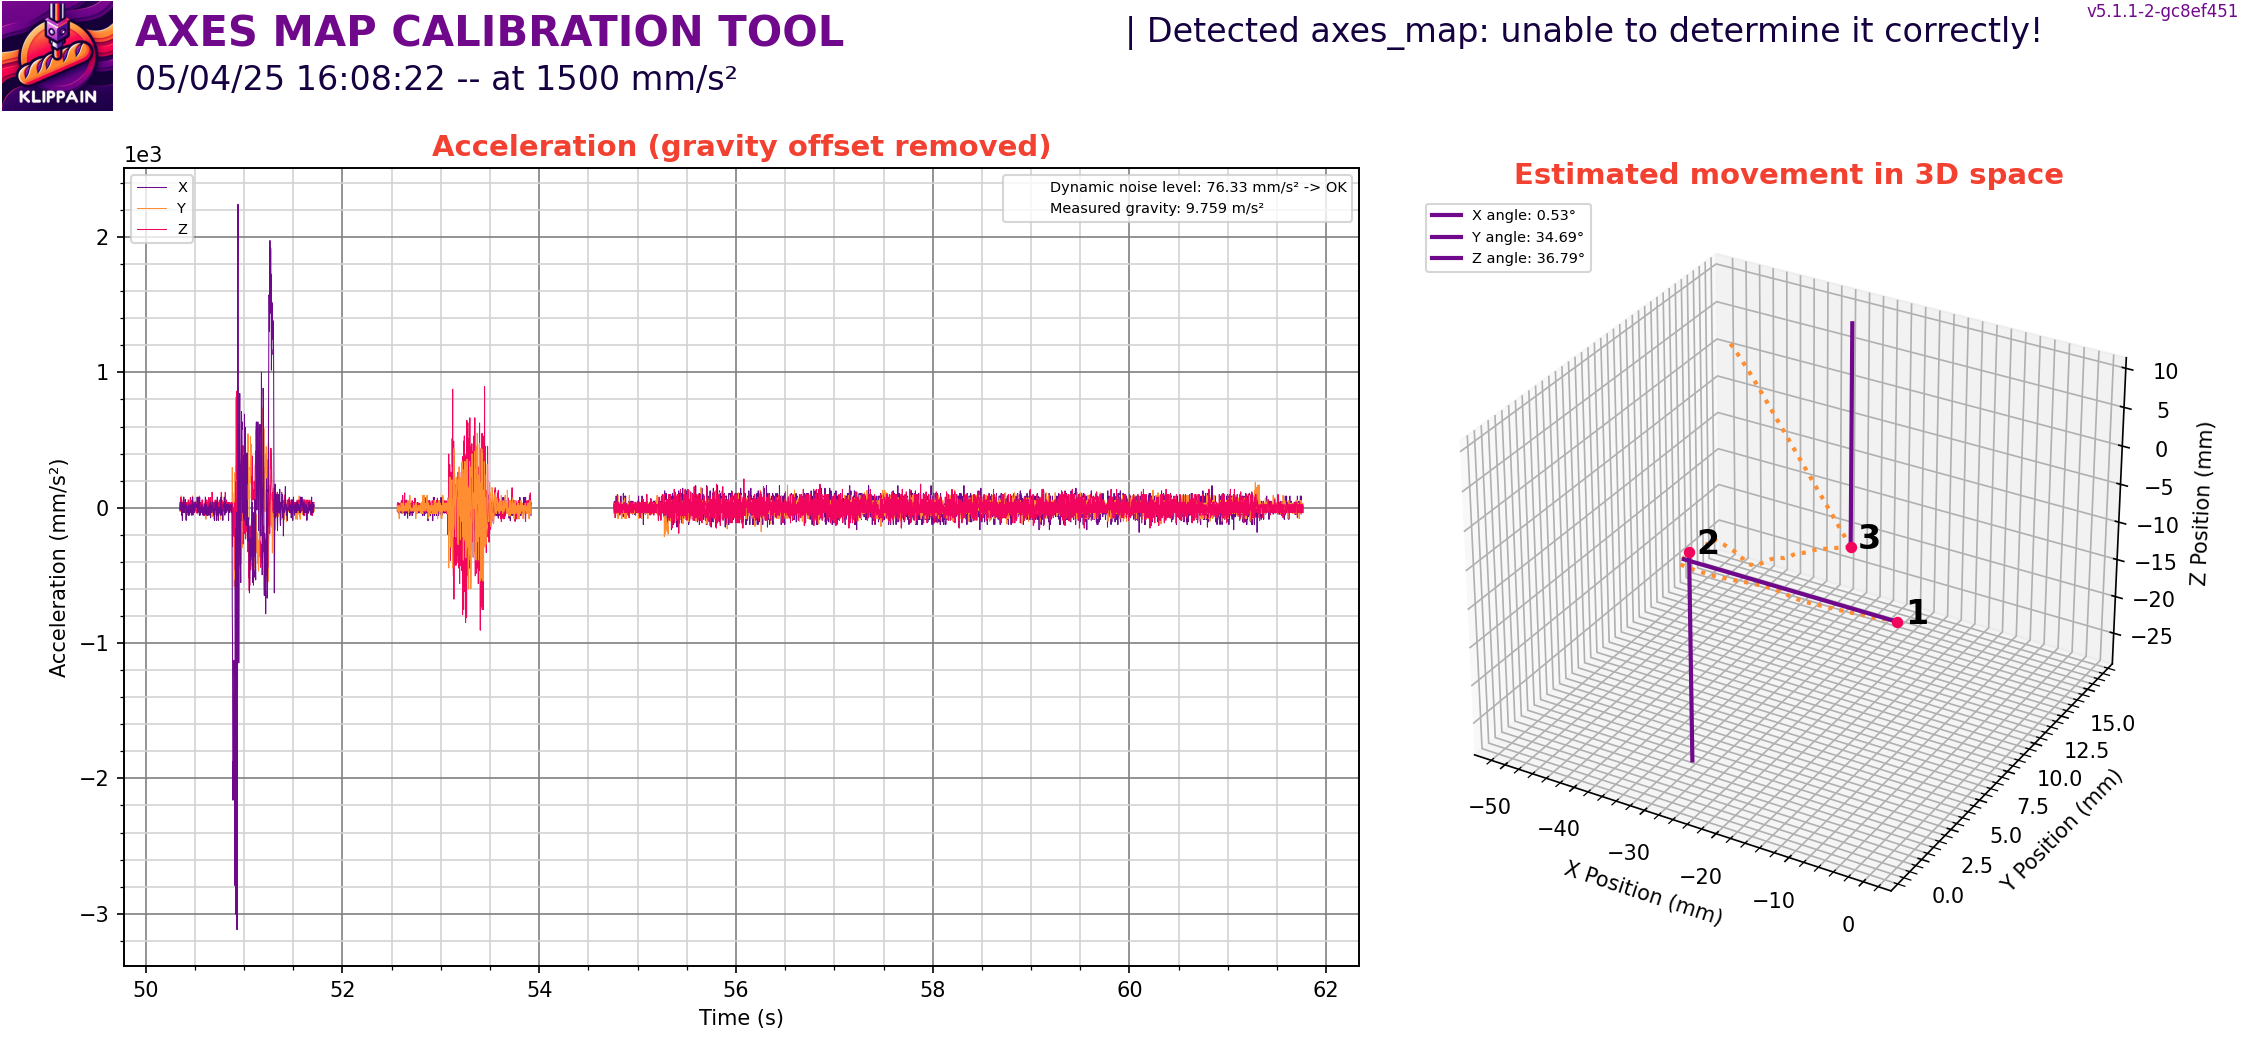 KLIPPAIN
AXES MAP CALIBRATION TOOL
05/04/25 16:08:22 -- at 1500 mm/s²
| Detected axes_map: unable to determine it correctly!
v5.1.1-2-gc8ef451
Acceleration (gravity offset removed)
1e3
X
Y
Z
Dynamic noise level: 76.33 mm/s² -> OK
Measured gravity: 9.759 m/s²
2
1
0
−1
−2
−3
Acceleration (mm/s²)
50 52 54 56 58 60 62
Time (s)
Estimated movement in 3D space
X angle: 0.53°
Y angle: 34.69°
Z angle: 36.79°
2
3
1
10
5
0
−5
−10
−15
−20
−25
Z Position (mm)
15.0
12.5
10.0
7.5
5.0
2.5
0.0
Y Position (mm)
−50
−40
−30
−20
−10
0
X Position (mm)